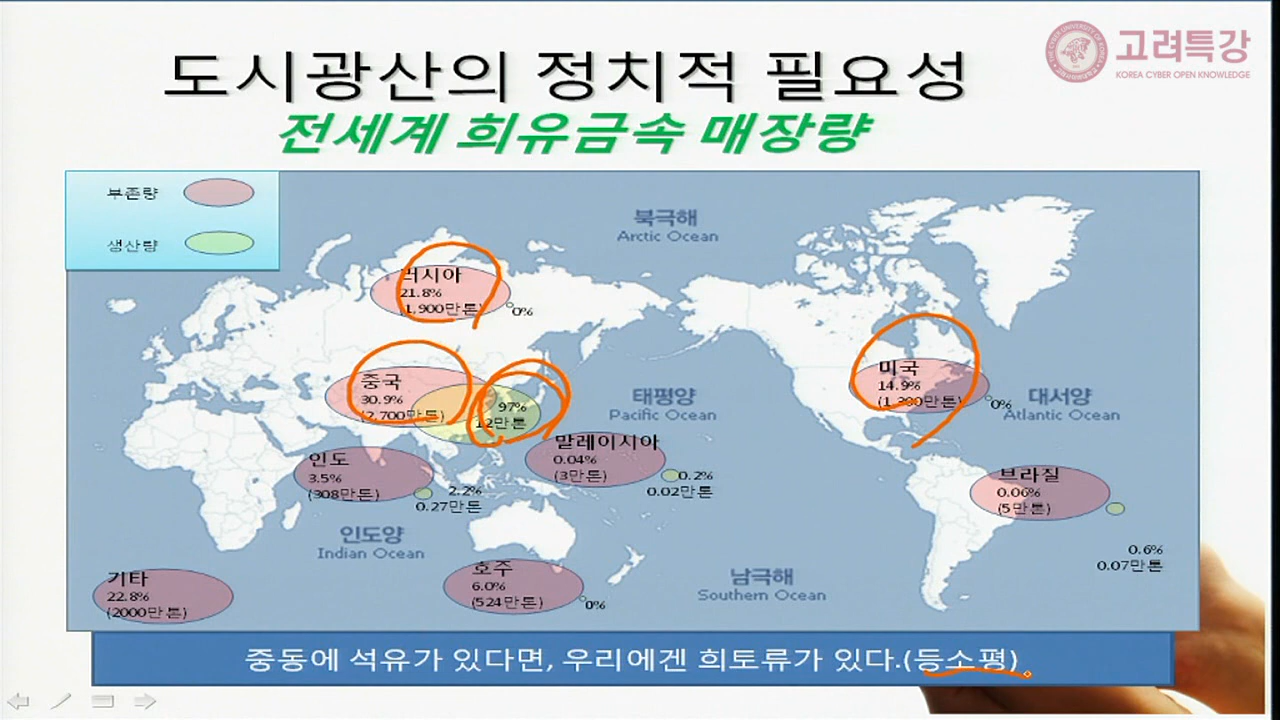 고려특강
KOREA CYBER OPEN KNOWLEDGE
도시광산의 정치적 필요성
전세계 희유금속 매장량
부존량
생산량
북극해
Arctic Ocean
러시아
21.8%
(1,900만톤)
0%
중국
30.9%
(2,700만톤)
97%
12만톤
태평양
Pacific Ocean
미국
14.9%
(1,300만톤)
0%
대서양
Atlantic Ocean
인도
3.5%
(308만톤)
2.2%
0.27만톤
말레이시아
0.04%
(3만톤)
0.2%
0.02만톤
브라질
0.06%
(5만톤)
0.6%
0.07만톤
인도양
Indian Ocean
기타
22.8%
(2000만톤)
호주
6.0%
(524만톤)
0%
남극해
Southern Ocean
중동에 석유가 있다면, 우리에겐 희토류가 있다.(등소평)